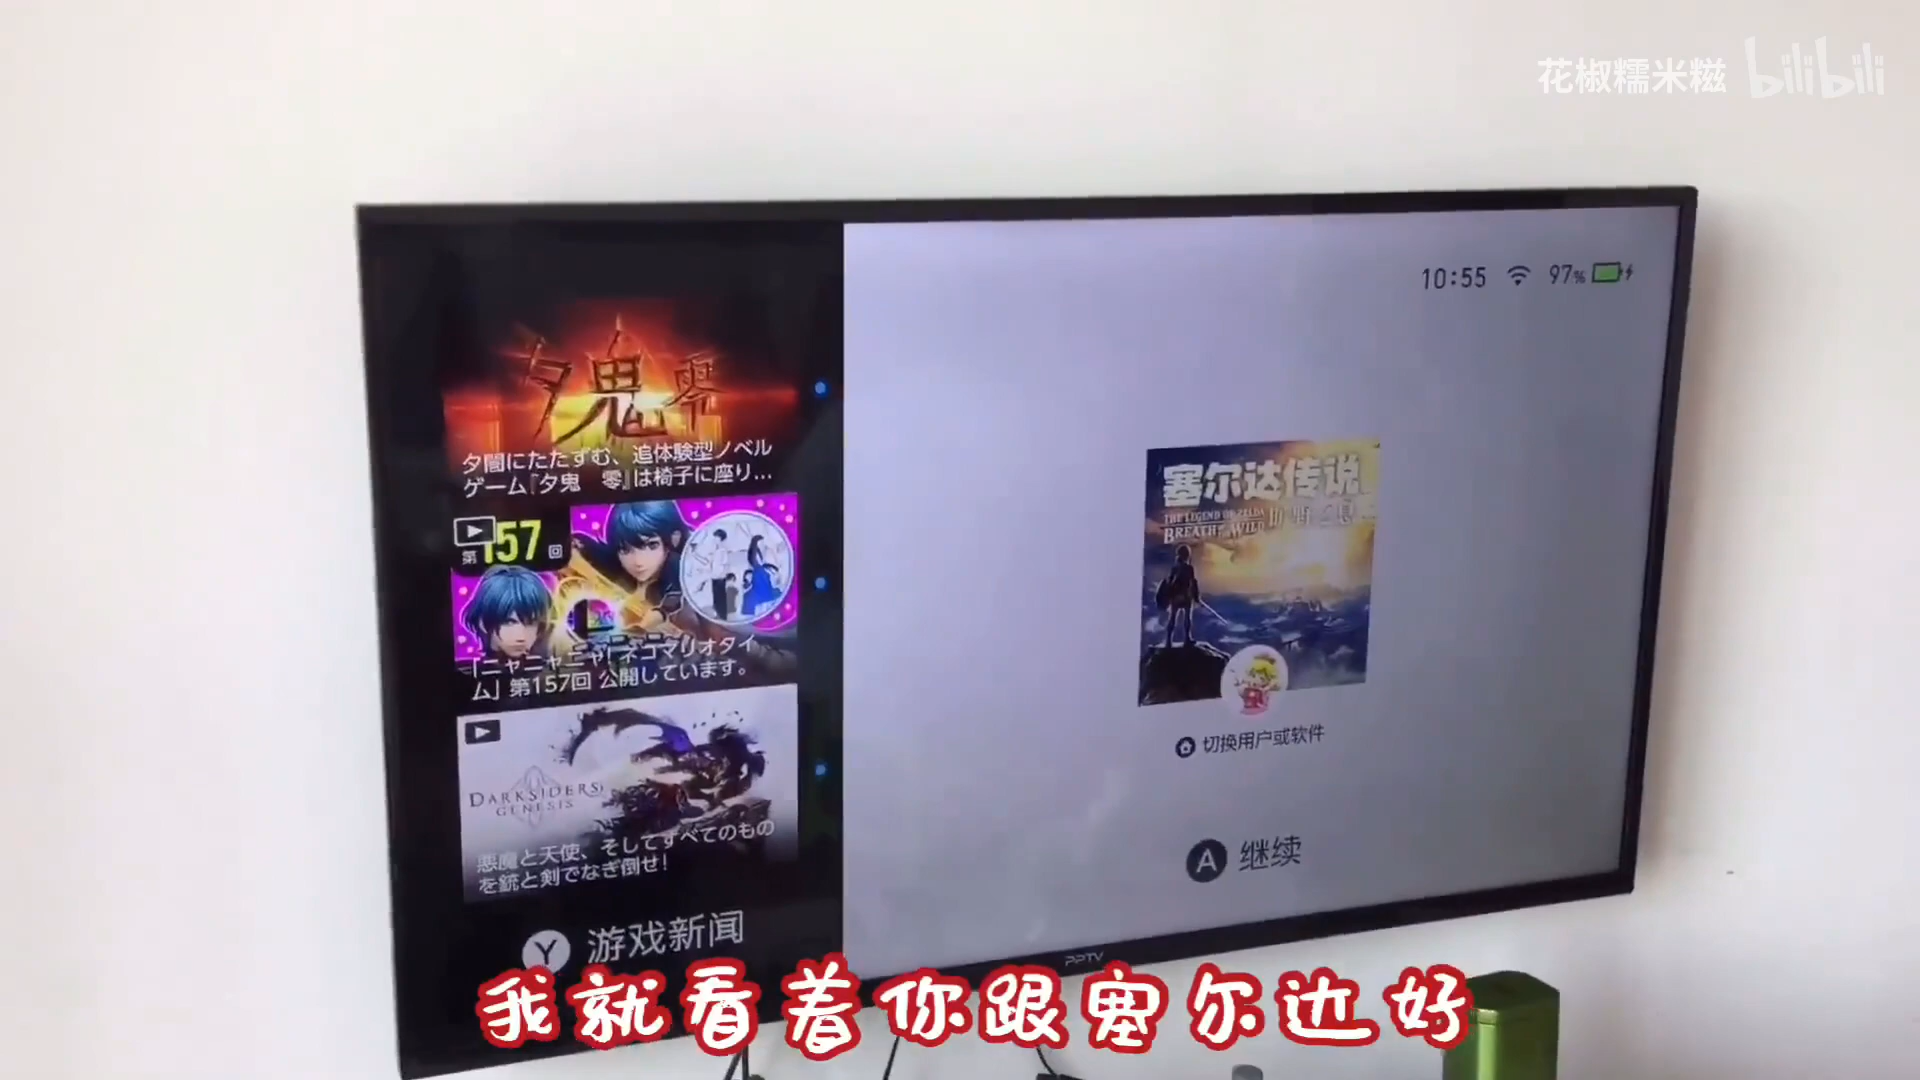 花椒糯米糍 bilibili
10:55 97%
夕鬼 零
夕闇にたたずむ、追体験型ノベル
ゲーム『夕鬼　零』は椅子に座り…
第157回
「ニャニャニャ！ネコマリオタイ
ム」第157回 公開しています。
DARKSIDERS
GENESIS
悪魔と天使、そしてすべてのもの
を銃と剣でなぎ倒せ！
Y 游戏新闻
塞尔达传说
THE LEGEND OF ZELDA
BREATH OF THE WILD
切换用户或软件
A 继续
PPTV
我就看着你跟塞尔达好